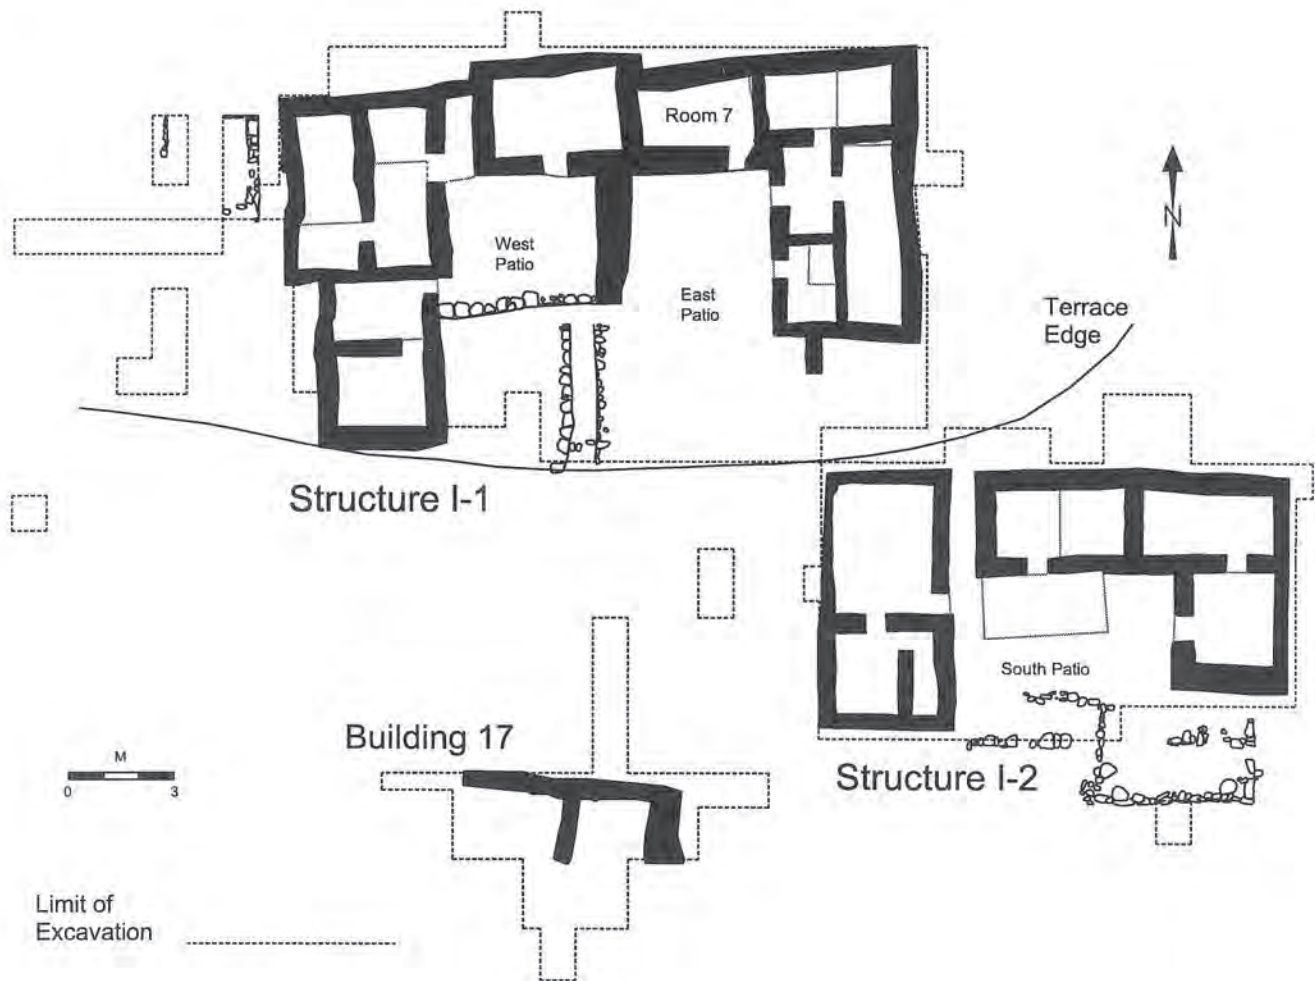 Room 7
N
West
Patio
East
Patio
Terrace
Edge
Structure I-1
South Patio
Building 17
Structure I-2
M
0 3
Limit of
Excavation